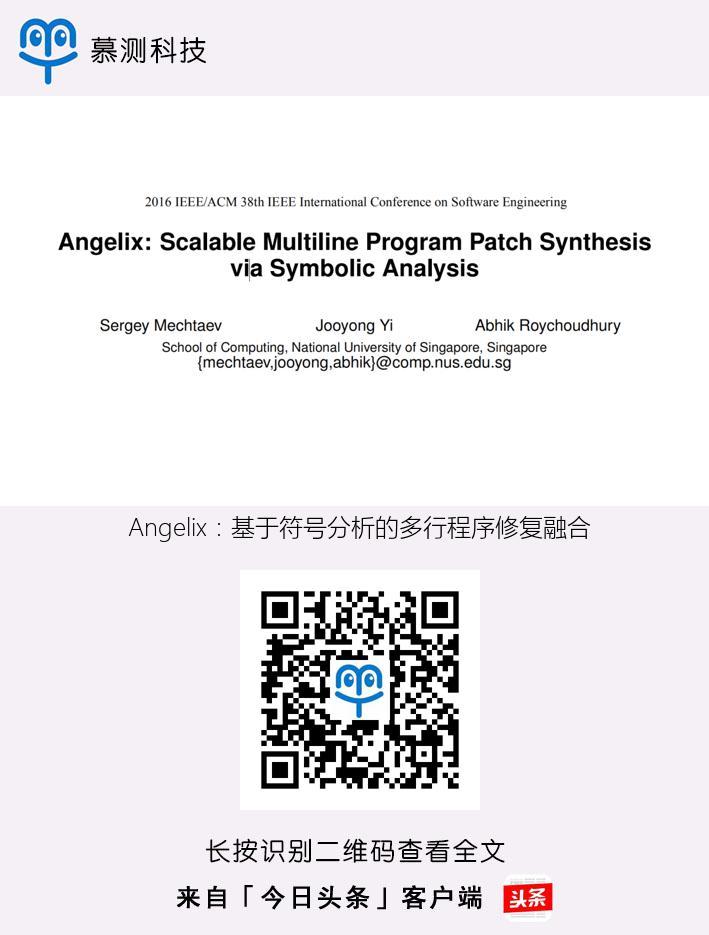 慕测科技
2016 IEEE/ACM 38th IEEE International Conference on Software Engineering
Angelix: Scalable Multiline Program Patch Synthesis
via Symbolic Analysis
Sergey Mechtaev Jooyong Yi Abhik Roychoudhury
School of Computing, National University of Singapore, Singapore
{mechtaev,jooyong,abhik}@comp.nus.edu.sg
Angelix：基于符号分析的多行程序修复融合
长按识别二维码查看全文
来自「今日头条」客户端 头条